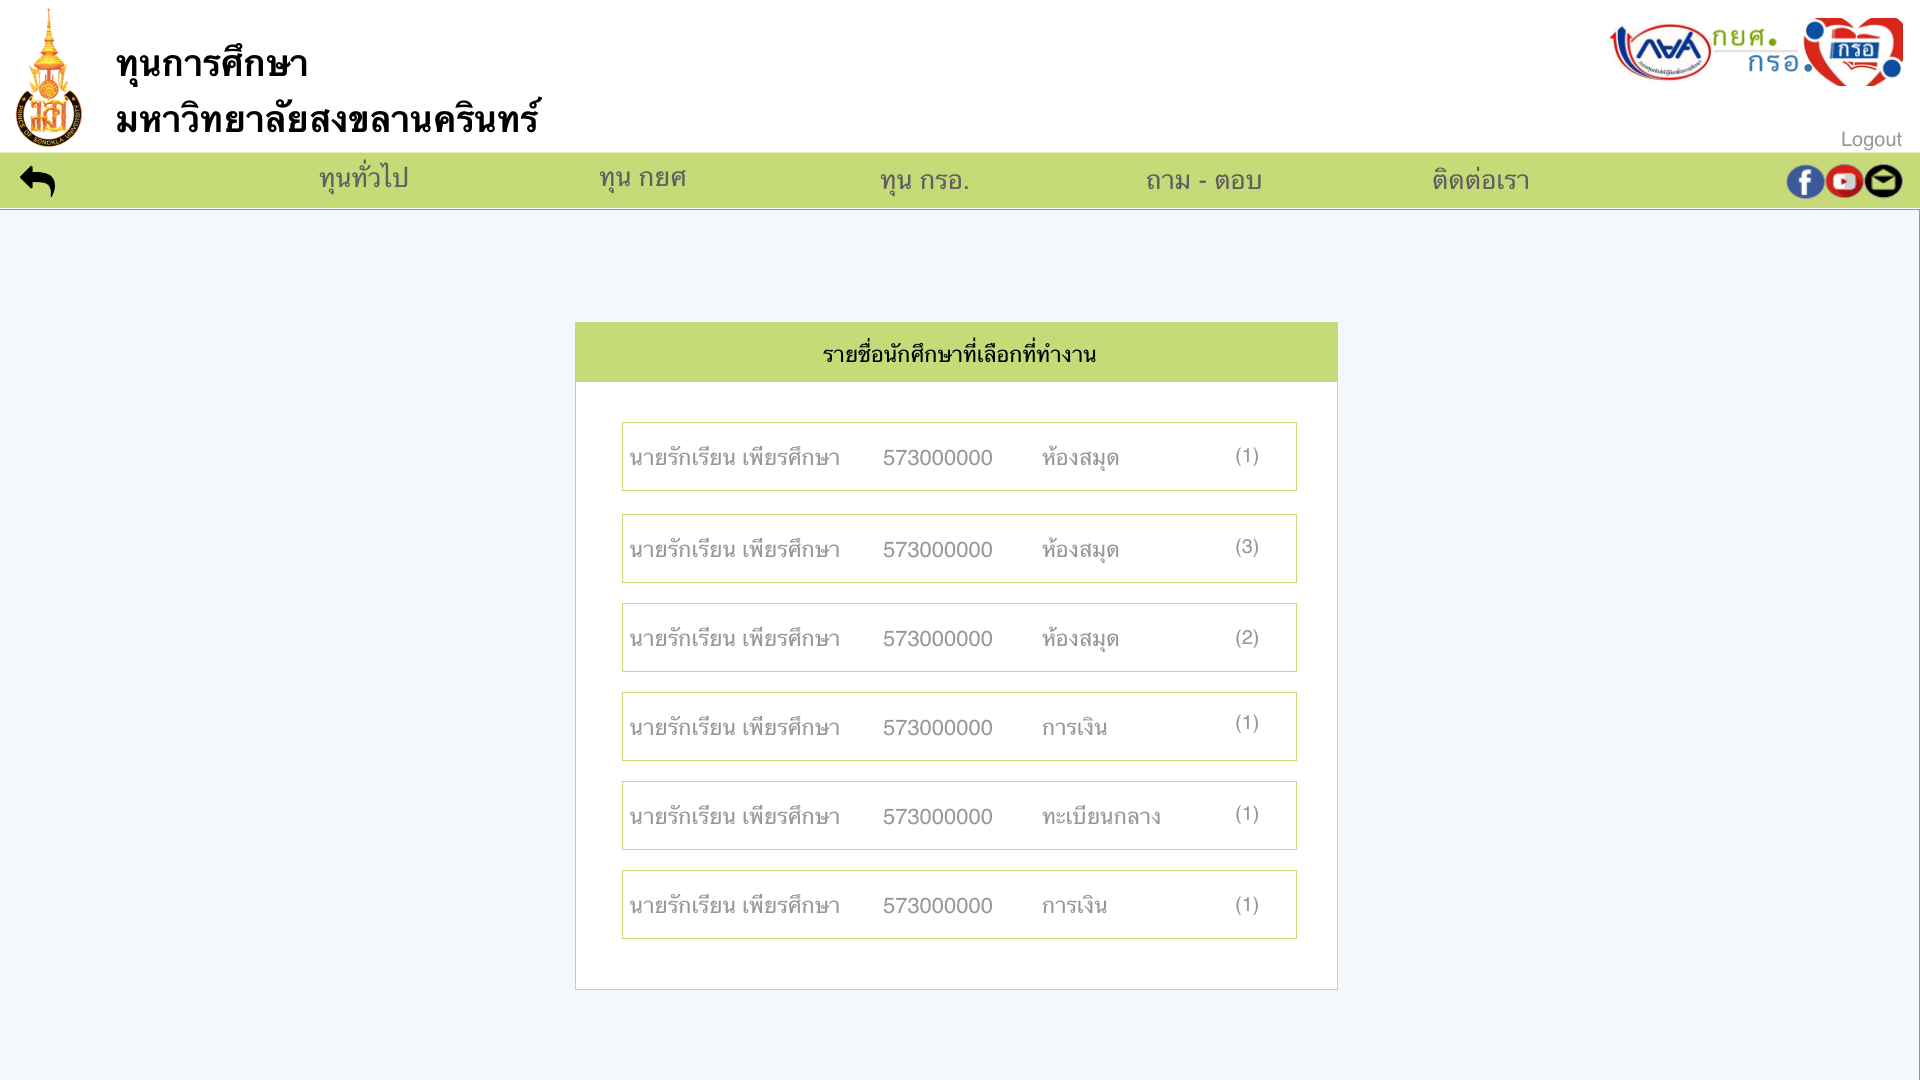 ทุนการศึกษา
มหาวิทยาลัยสงขลานครินทร์
กยศ.
กรอ.
กรอ
Logout
ทุนทั่วไป ทุน กยศ ทุน กรอ. ถาม - ตอบ ติดต่อเรา
รายชื่อนักศึกษาที่เลือกที่ทำงาน
นายรักเรียน เพียรศึกษา 573000000 ห้องสมุด (1)
นายรักเรียน เพียรศึกษา 573000000 ห้องสมุด (3)
นายรักเรียน เพียรศึกษา 573000000 ห้องสมุด (2)
นายรักเรียน เพียรศึกษา 573000000 การเงิน (1)
นายรักเรียน เพียรศึกษา 573000000 ทะเบียนกลาง (1)
นายรักเรียน เพียรศึกษา 573000000 การเงิน (1)